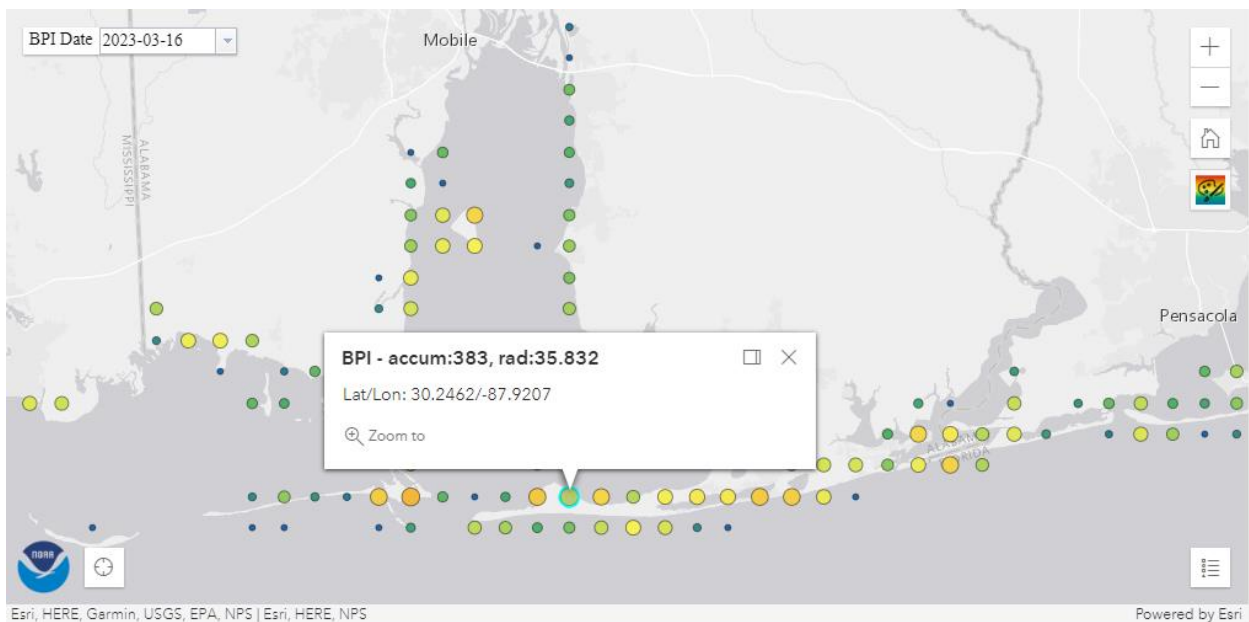 BPI Date 2023-03-16
Mobile
ALABAMA
MISSISSIPPI
Pensacola
BPI - accum:383, rad:35.832
Lat/Lon: 30.2462/-87.9207
Zoom to
ALABAMA
FLORIDA
NOAA
Esri, HERE, Garmin, USGS, EPA, NPS | Esri, HERE, NPS
Powered by Esri